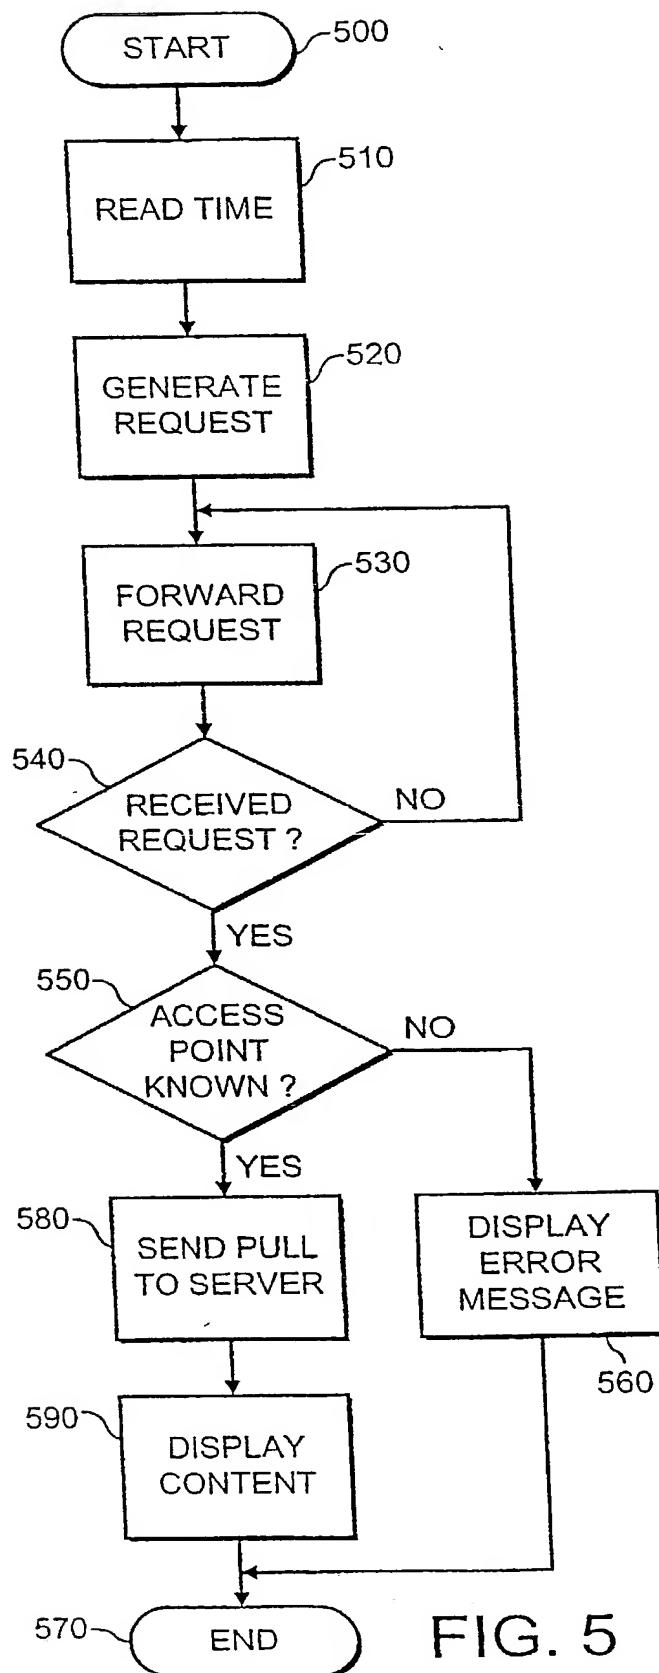 START
500
510
READ TIME
520
GENERATE
REQUEST
530
FORWARD
REQUEST
540
RECEIVED
REQUEST ?
NO
YES
550
ACCESS
POINT
KNOWN ?
NO
YES
580
SEND PULL
TO SERVER
DISPLAY
ERROR
MESSAGE
560
590
DISPLAY
CONTENT
570
END
FIG. 5